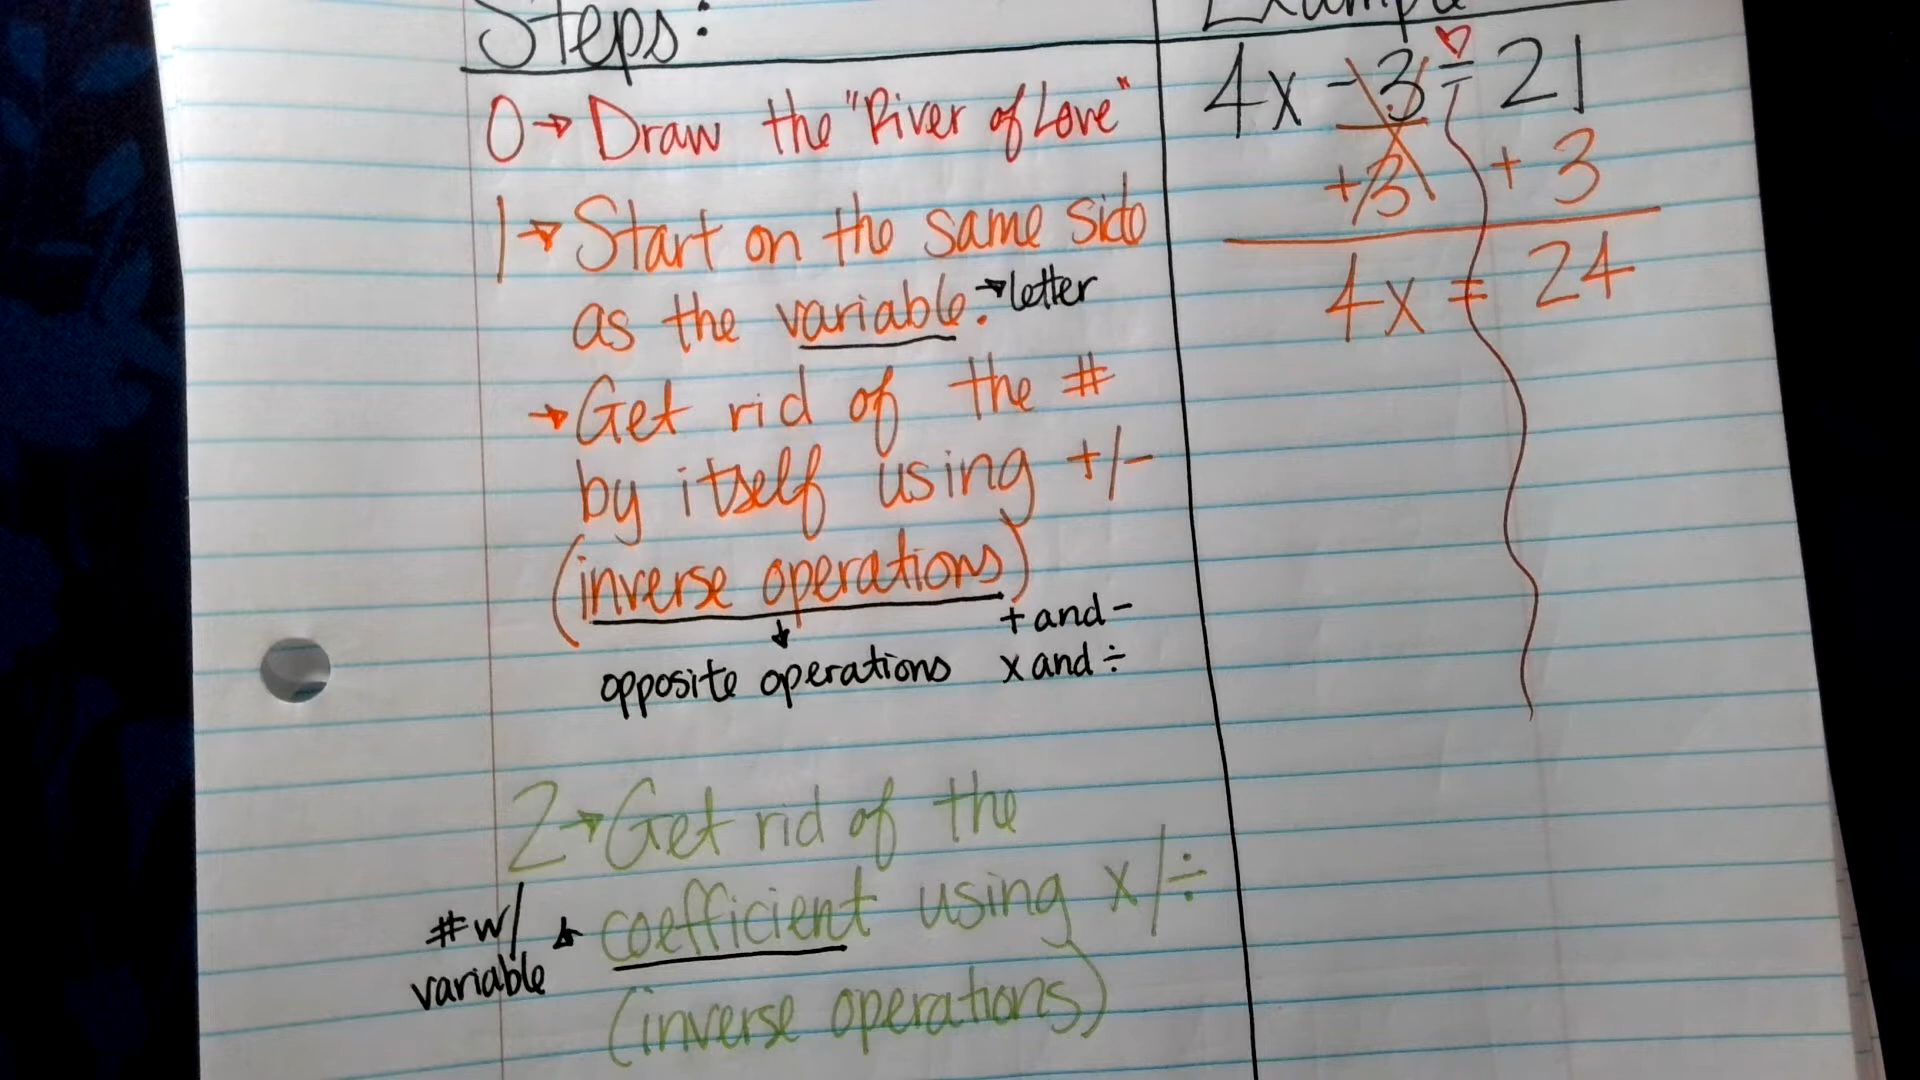 Steps:
Example
0→ Draw the "River of Love"
4x - 3 = 21
+3 + 3
1→ Start on the same side
4x = 24
as the variable. →letter
→Get rid of the #
by itself using +/-
(inverse operations)
+ and -
opposite operations x and ÷
2→Get rid of the
#w/ coefficient using x/÷
variable
(inverse operations)